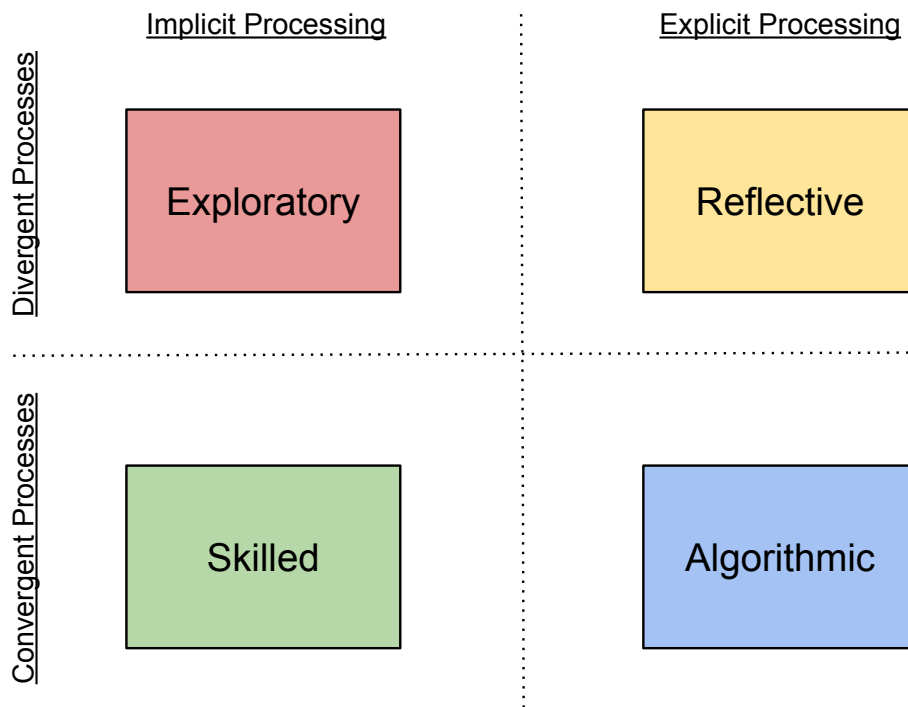 Implicit Processing
Explicit Processing
Divergent Processes
Exploratory
Reflective
Convergent Processes
Skilled
Algorithmic